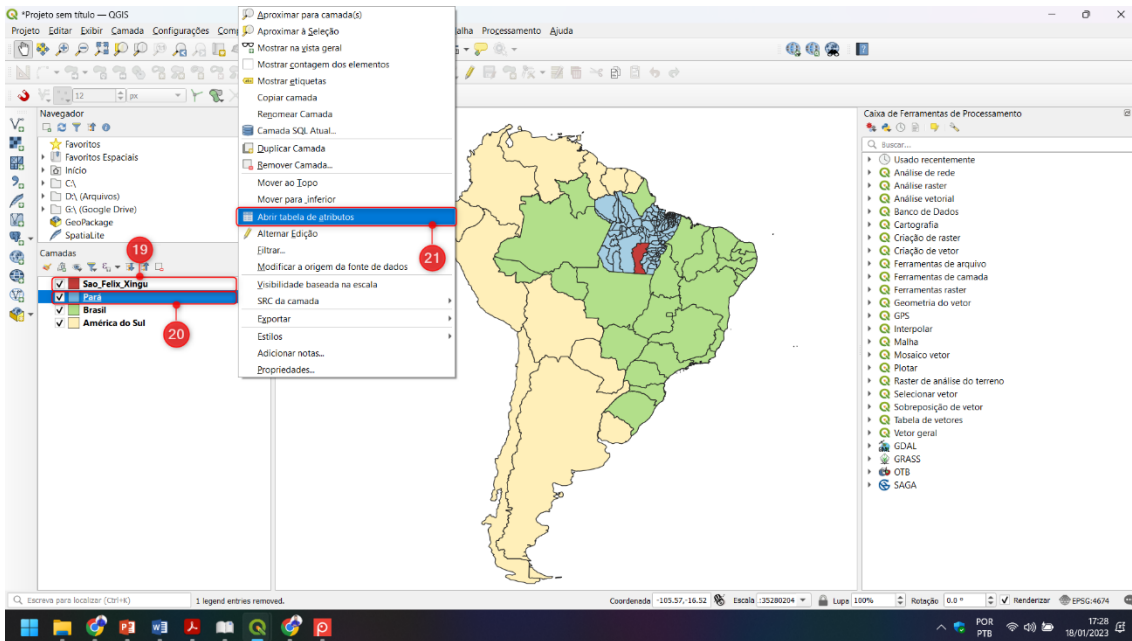 *Projeto sem título — QGIS
Projeto Editar Exibir Camada Configurações
Malha Processamento Ajuda
12 px
Navegador
Favoritos
Favoritos Espaciais
Início
C:\
D:\ (Arquivos)
G:\ (Google Drive)
GeoPackage
SpatiaLite
Camadas
19
Sao_Felix_Xingu
Pará
Brasil
América do Sul
20
Aproximar para camada(s)
Aproximar à Seleção
Mostrar na vista geral
Mostrar contagem dos elementos
Mostrar etiquetas
Copiar camada
Renomear Camada
Camada SQL Atual...
Duplicar Camada
Remover Camada...
Mover ao Topo
Mover para _inferior
Abrir tabela de atributos
Alternar Edição
21
Filtrar...
Modificar a origem da fonte de dados
Visibilidade baseada na escala
SRC da camada
Exportar
Estilos
Adicionar notas...
Propriedades...
Caixa de Ferramentas de Processamento
Buscar...
Usado recentemente
Análise de rede
Análise raster
Análise vetorial
Banco de Dados
Cartografia
Criação de raster
Criação de vetor
Ferramentas de arquivo
Ferramentas de camada
Ferramentas raster
Geometria do vetor
GPS
Interpolar
Malha
Mosaico vetor
Plotar
Raster de análise do terreno
Selecionar vetor
Sobreposição de vetor
Tabela de vetores
Vetor geral
GDAL
GRASS
OTB
SAGA
Escreva para localizar (Ctrl+K) 1 legend entries removed. Coordenada -105.57,-16.52 Escala :35280204 Lupa 100% Rotação 0.0 ° Renderizar EPSG:4674
POR
PTB
17:28
18/01/2023